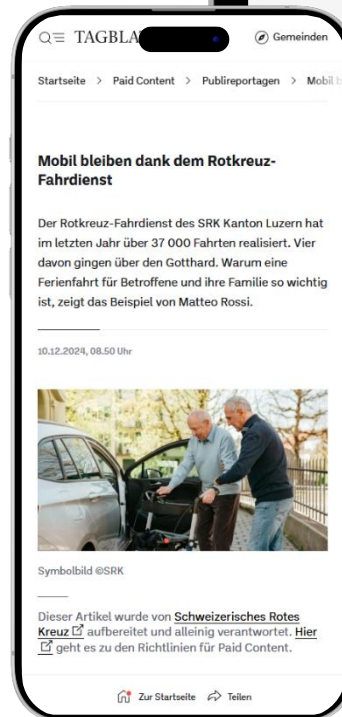 TAGBLA
Gemeinden
Startseite > Paid Content > Publireportagen > Mobil b
Mobil bleiben dank dem Rotkreuz-
Fahrdienst
Der Rotkreuz-Fahrdienst des SRK Kanton Luzern hat
im letzten Jahr über 37 000 Fahrten realisiert. Vier
davon gingen über den Gotthard. Warum eine
Ferienfahrt für Betroffene und ihre Familie so wichtig
ist, zeigt das Beispiel von Matteo Rossi.
10.12.2024, 08.50 Uhr
Symbolbild ©SRK
Dieser Artikel wurde von Schweizerisches Rotes
Kreuz aufbereitet und alleinig verantwortet. Hier
geht es zu den Richtlinien für Paid Content.
Zur Startseite
Teilen